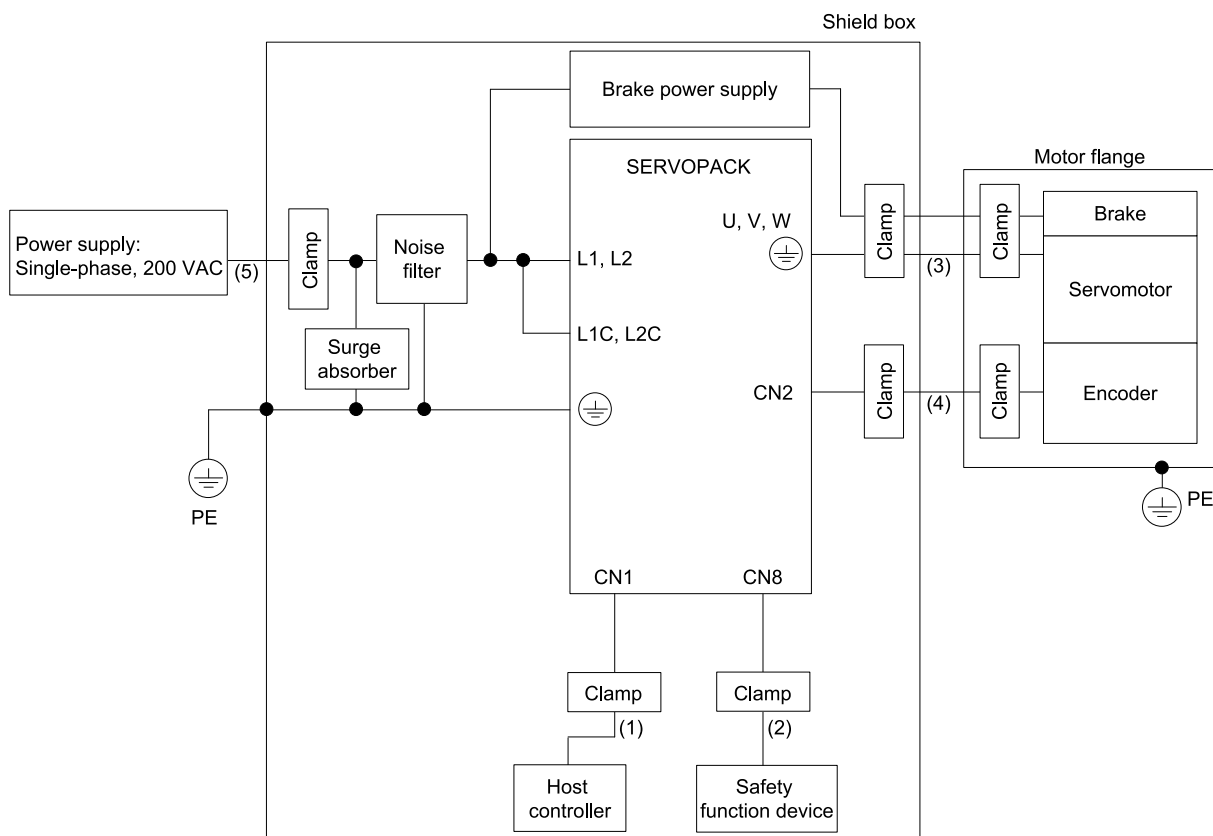 Shield box
Brake power supply
SERVOPACK
Motor flange
Power supply:
Single-phase, 200 VAC
(5)
Clamp
Noise
filter
L1, L2
U, V, W
Clamp
(3)
Clamp
Brake
Servomotor
Surge
absorber
L1C, L2C
CN2
Clamp
(4)
Clamp
Encoder
PE
PE
CN1
CN8
Clamp
(1)
Clamp
(2)
Host
controller
Safety
function device